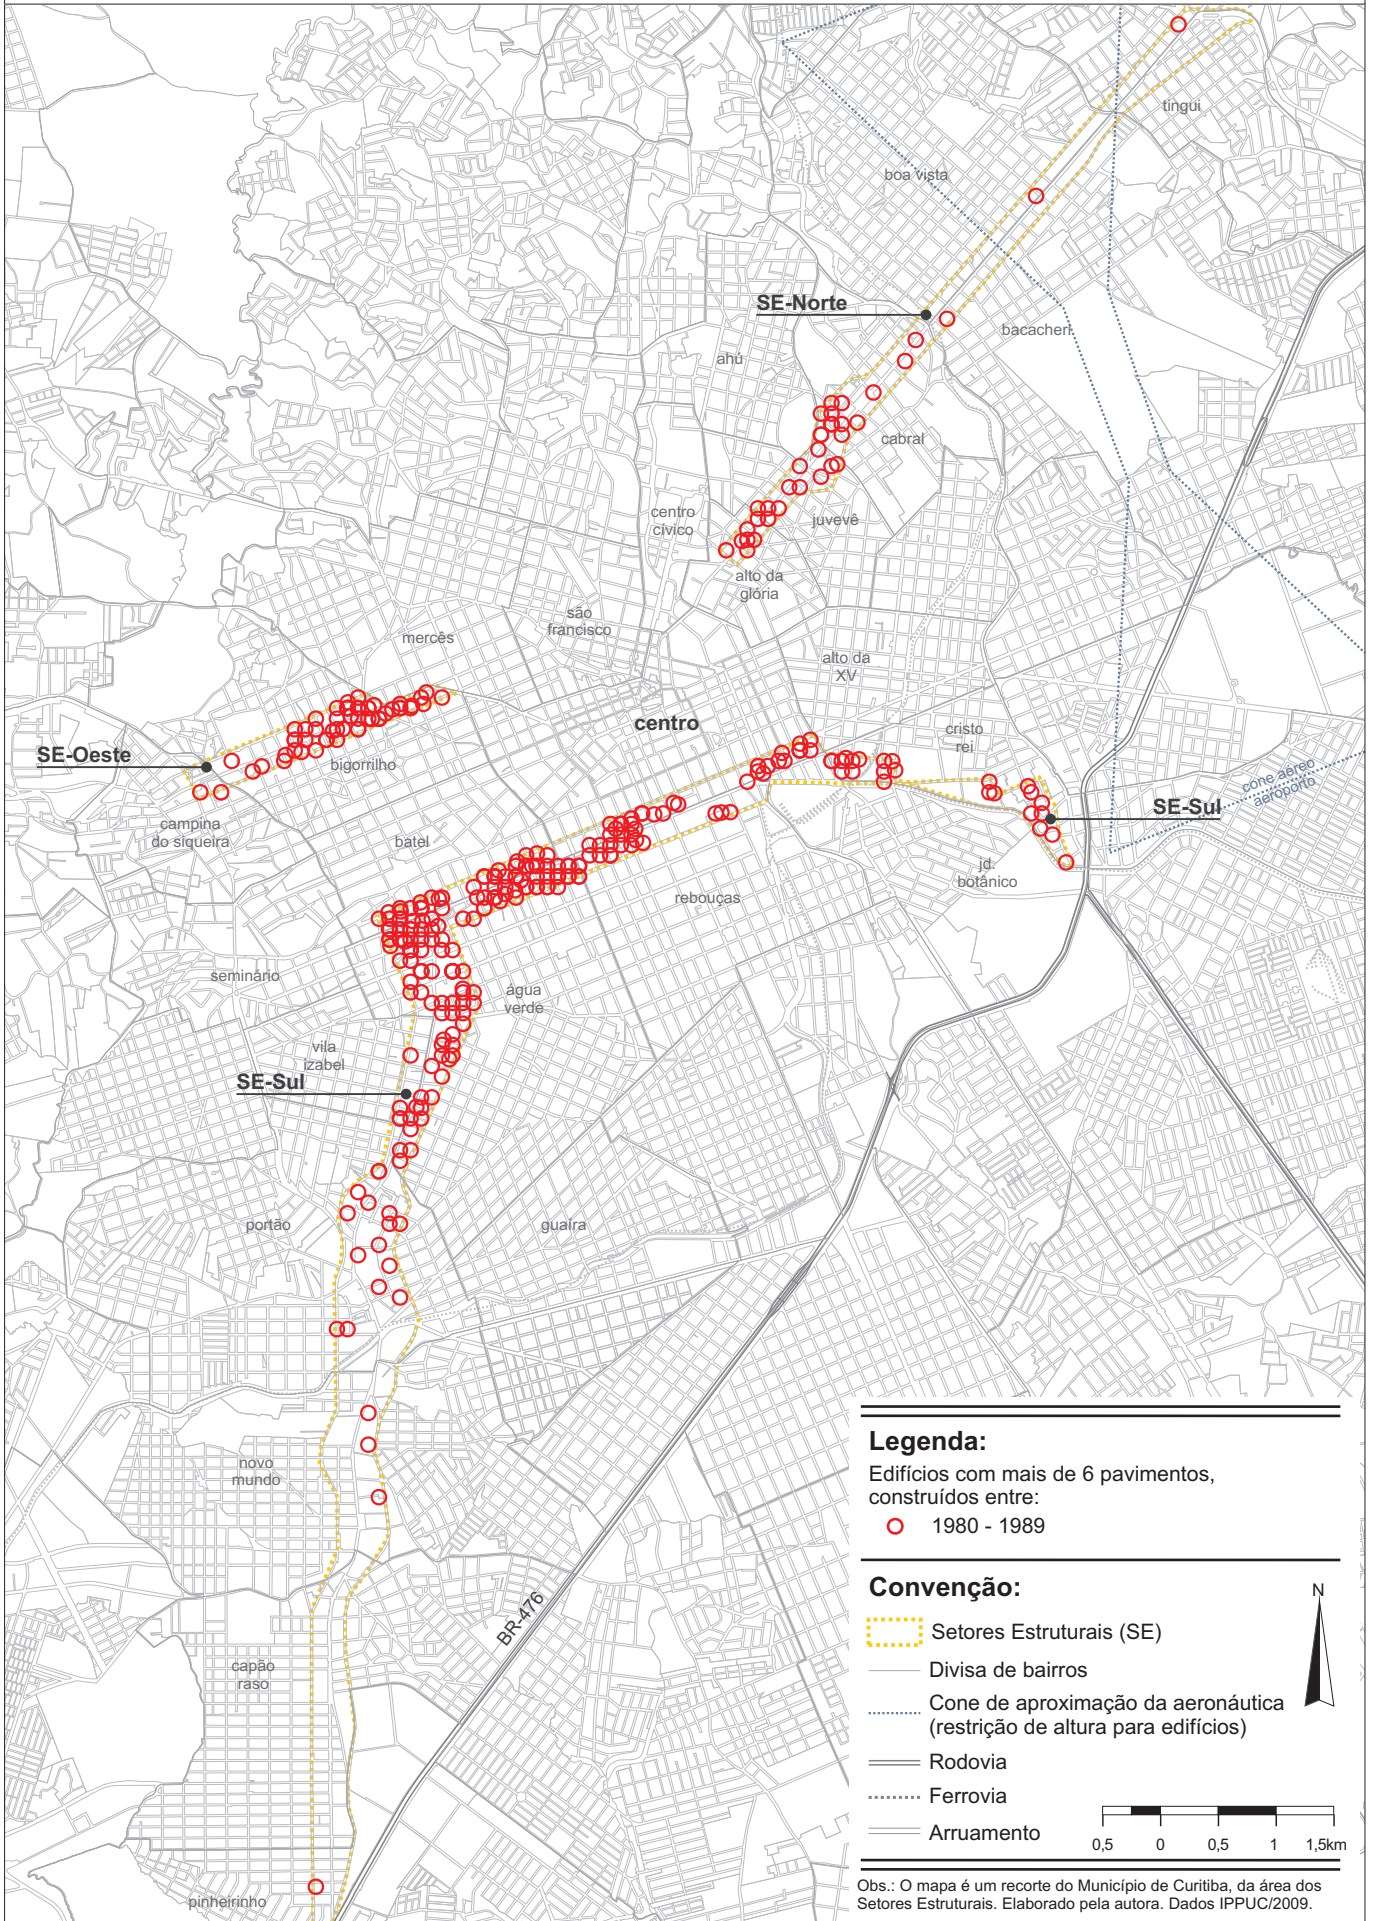 tingui
boa vista
SE-Norte
bacacheri
ahú
cabral
centro
cívico
juvevê
alto da
glória
são
francisco
mercês
alto da
XV
centro
cristo
rei
SE-Oeste
bigorrilho
cone aéreo
aeroporto
SE-Sul
campina
do siqueira
batel
jd.
botânico
rebouças
seminário
água
verde
vila
izabel
SE-Sul
portão
guaíra
novo
mundo
BR-476
capão
raso
pinheirinho
Legenda:
Edifícios com mais de 6 pavimentos,
construídos entre:
1980 - 1989
Convenção:
N
Setores Estruturais (SE)
Divisa de bairros
Cone de aproximação da aeronáutica
(restrição de altura para edifícios)
Rodovia
Ferrovia
Arruamento
0,5 0 0,5 1 1,5km
Obs.: O mapa é um recorte do Município de Curitiba, da área dos
Setores Estruturais. Elaborado pela autora. Dados IPPUC/2009.